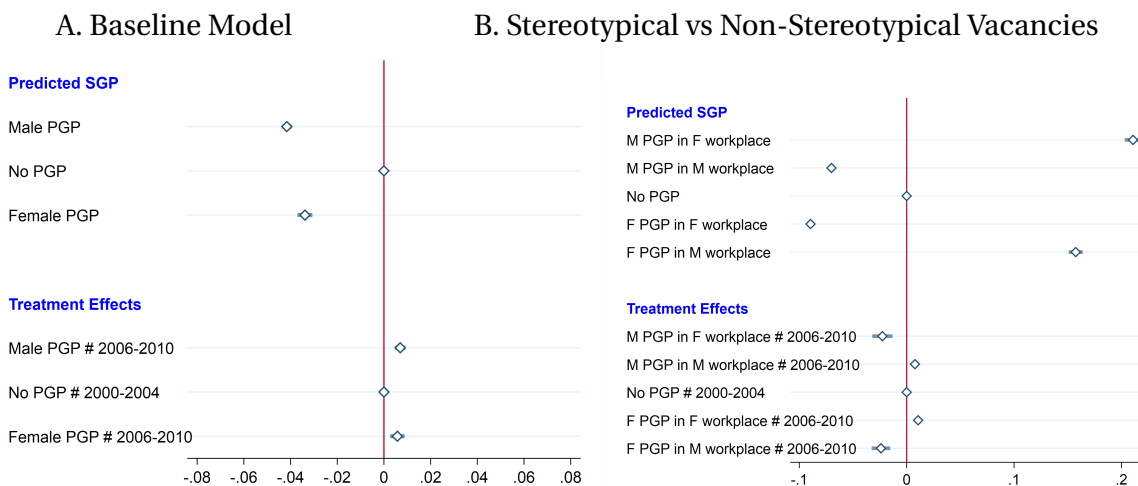 A. Baseline Model
Predicted SGP
Male PGP
No PGP
Female PGP
Treatment Effects
Male PGP # 2006-2010
No PGP # 2000-2004
Female PGP # 2006-2010
-.08 -.06 -.04 -.02 0 .02 .04 .06 .08
B. Stereotypical vs Non-Stereotypical Vacancies
Predicted SGP
M PGP in F workplace
M PGP in M workplace
No PGP
F PGP in F workplace
F PGP in M workplace
Treatment Effects
M PGP in F workplace # 2006-2010
M PGP in M workplace # 2006-2010
No PGP # 2000-2004
F PGP in F workplace # 2006-2010
F PGP in M workplace # 2006-2010
-.1 0 .1 .2